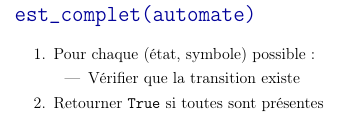 est_complet(automate)
1. Pour chaque (état, symbole) possible :
— Vérifier que la transition existe
2. Retourner True si toutes sont présentes